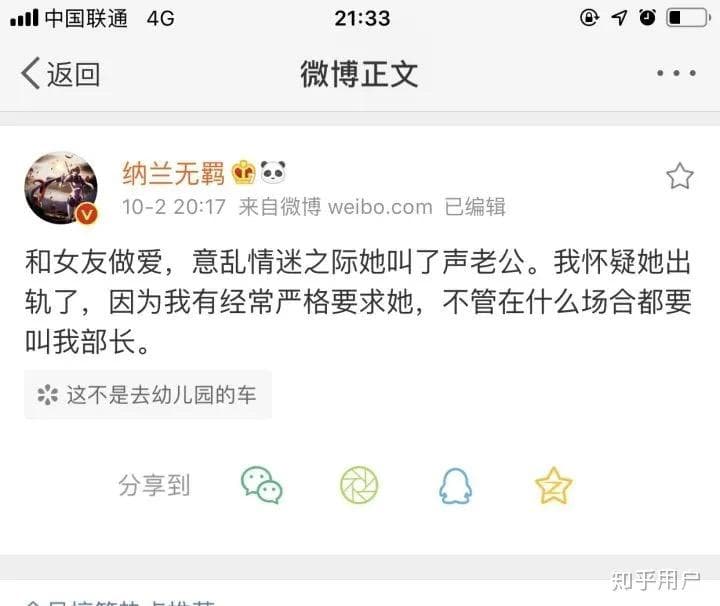 中国联通 4G 21:33
返回 微博正文
纳兰无羁
10-2 20:17 来自微博 weibo.com 已编辑
和女友做爱，意乱情迷之际她叫了声老公。我怀疑她出
轨了，因为我有经常严格要求她，不管在什么场合都要
叫我部长。
这不是去幼儿园的车
分享到
知乎用户